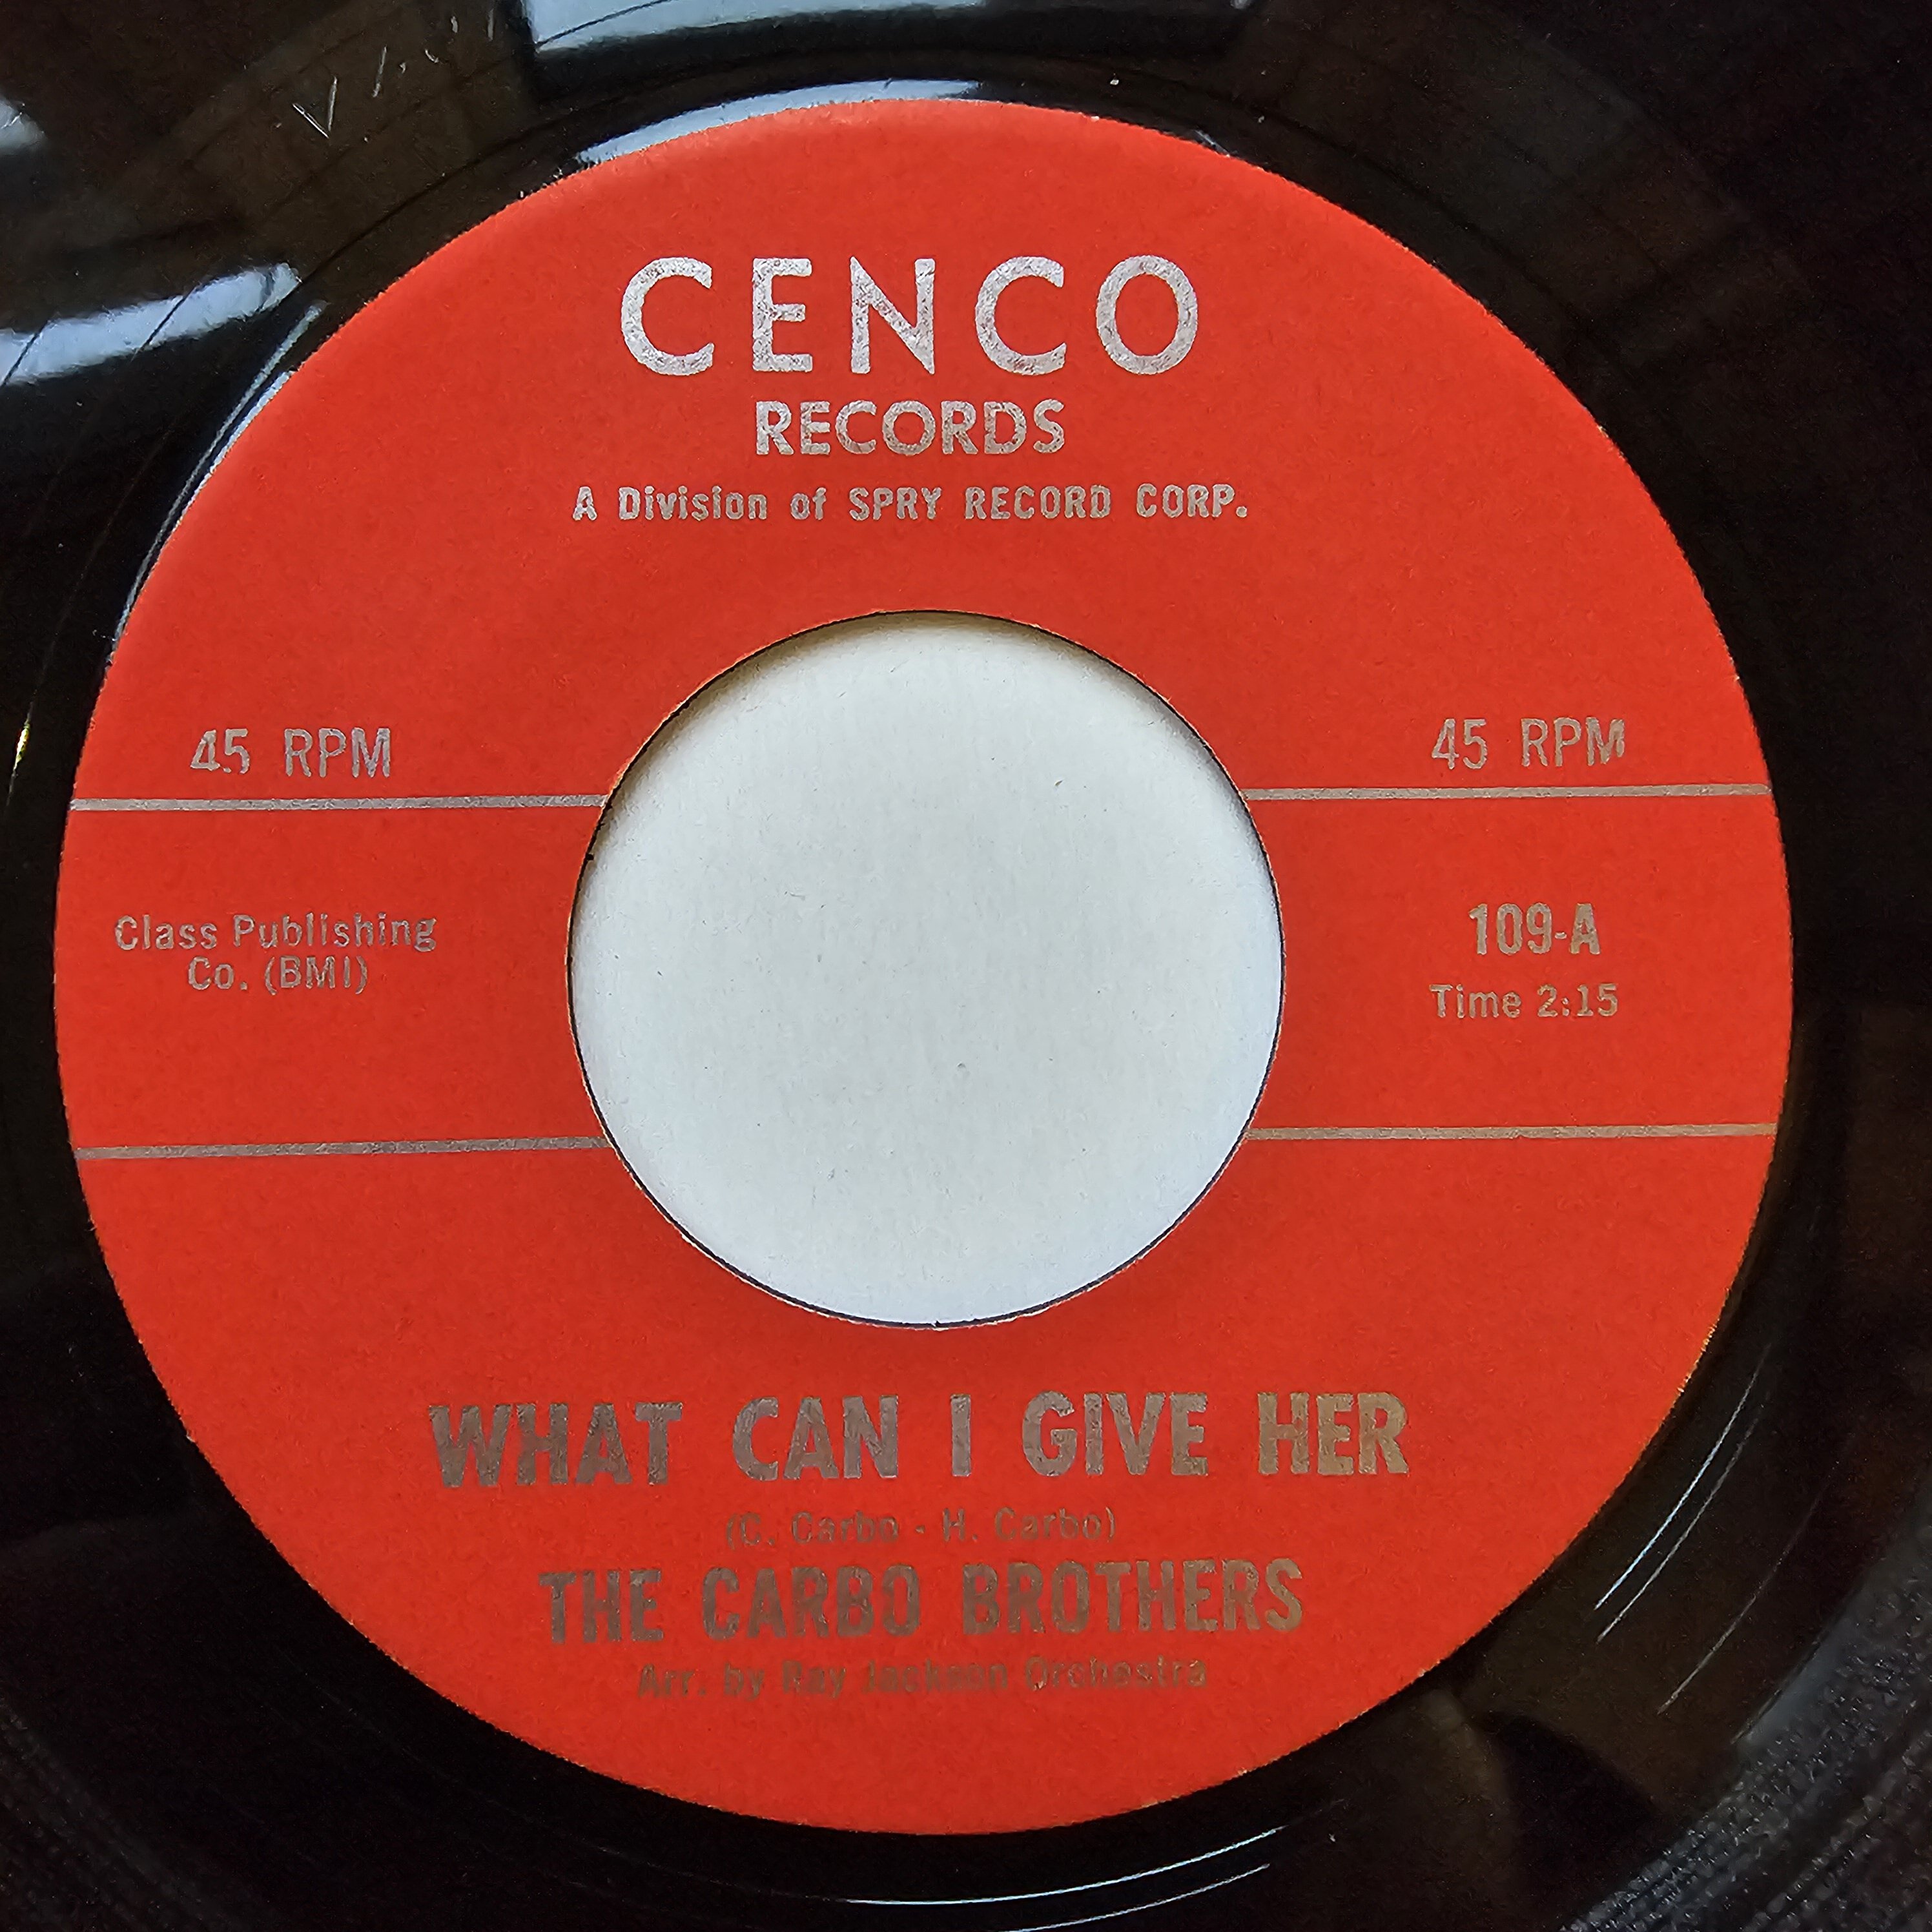 CENCO
RECORDS
A Division of SPRY RECORD CORP.
45 RPM
45 RPM
Class Publishing
Co. (BMI)
109-A
Time 2:15
WHAT CAN I GIVE HER
(C. Carbo - H. Carbo)
THE CARBO BROTHERS
Arr. by Ray Jackson Orchestra